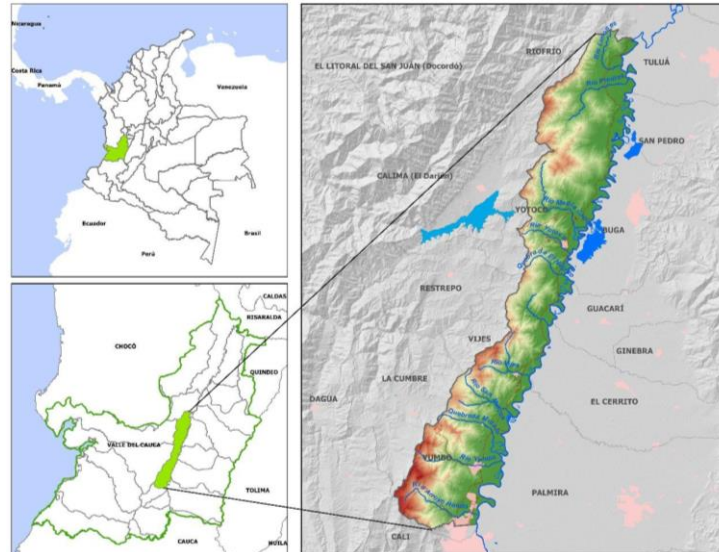 Nicaragua
Costa Rica
Panamá
Venezuela
Ecuador
Perú
Brasil
CALDAS
RISARALDA
CHOCÓ
QUINDIO
VALLE DEL CAUCA
TOLIMA
CAUCA
HUILA
RIOFRIO
EL LITORAL DEL SAN JUÁN (Docordó)
TULUÁ
SAN PEDRO
CALIMA (El Darién)
YOTOCO
BUGA
RESTREPO
GUACARÍ
VIJES
GINEBRA
LA CUMBRE
DAGUA
EL CERRITO
YUMBO
PALMIRA
CALI